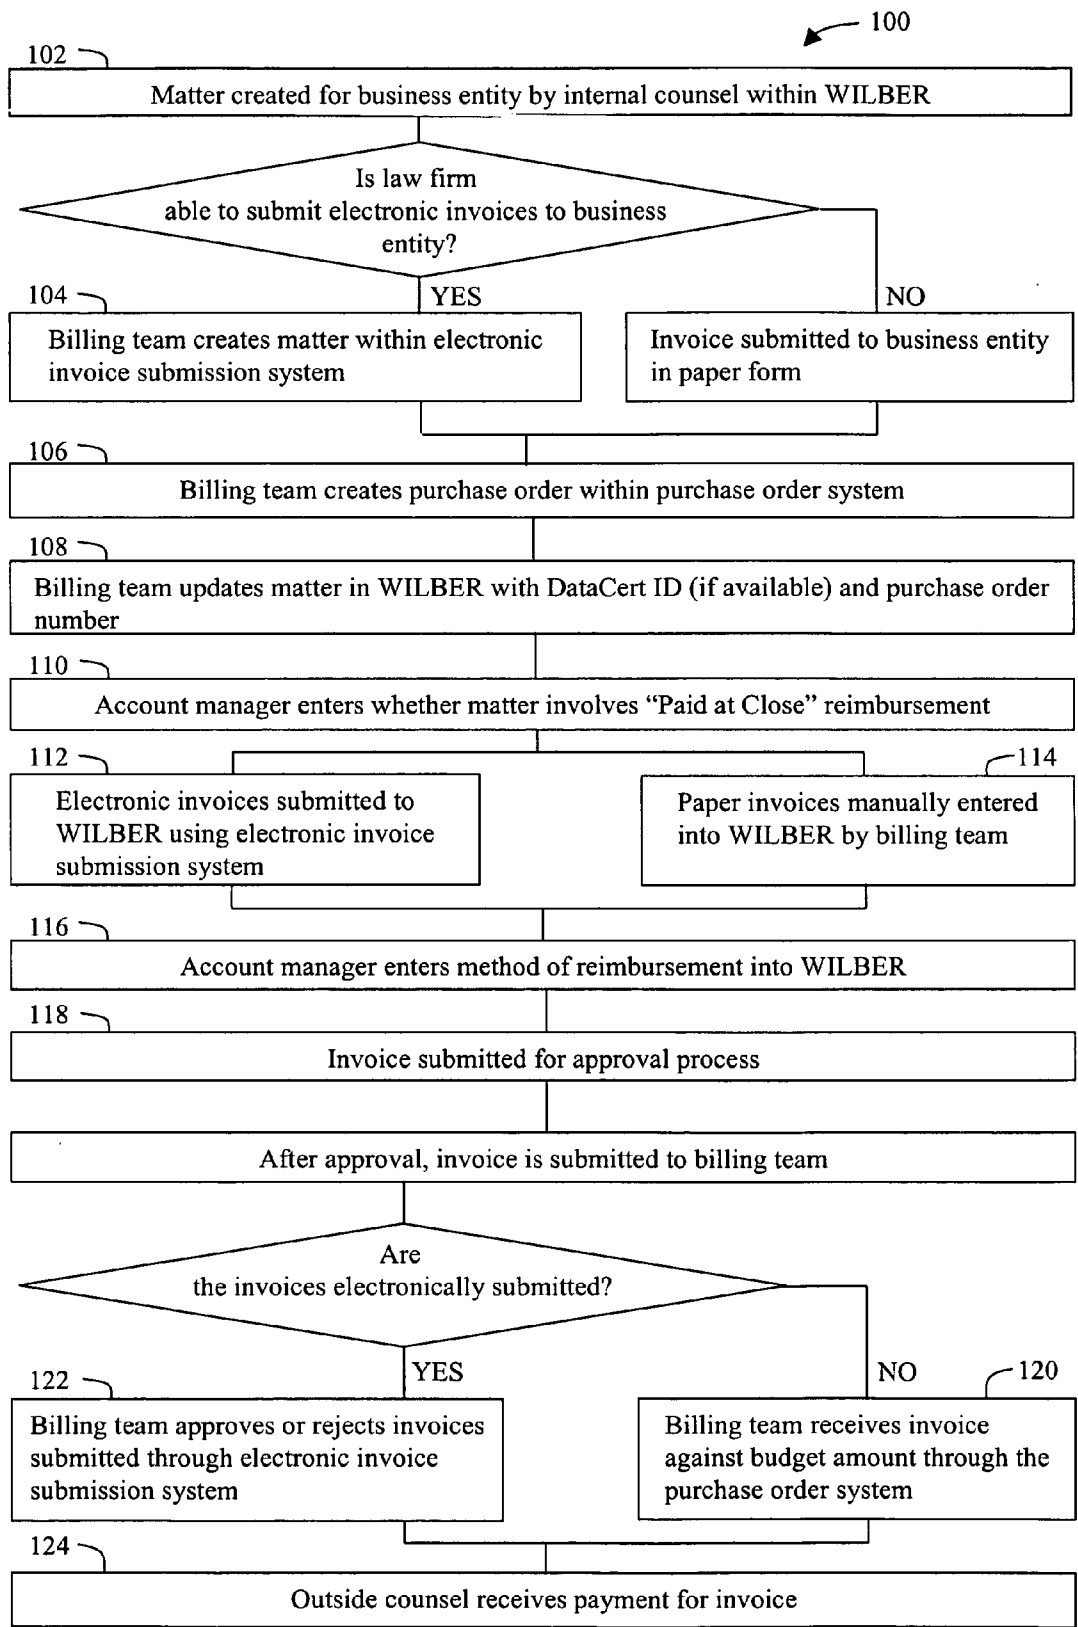 100
102
Matter created for business entity by internal counsel within WILBER
Is law firm
able to submit electronic invoices to business
entity?
YES
NO
104
Billing team creates matter within electronic
invoice submission system
Invoice submitted to business entity
in paper form
106
Billing team creates purchase order within purchase order system
108
Billing team updates matter in WILBER with DataCert ID (if available) and purchase order
number
110
Account manager enters whether matter involves “Paid at Close” reimbursement
112
Electronic invoices submitted to
WILBER using electronic invoice
submission system
114
Paper invoices manually entered
into WILBER by billing team
116
Account manager enters method of reimbursement into WILBER
118
Invoice submitted for approval process
After approval, invoice is submitted to billing team
Are
the invoices electronically submitted?
YES
NO
122
Billing team approves or rejects invoices
submitted through electronic invoice
submission system
120
Billing team receives invoice
against budget amount through the
purchase order system
124
Outside counsel receives payment for invoice